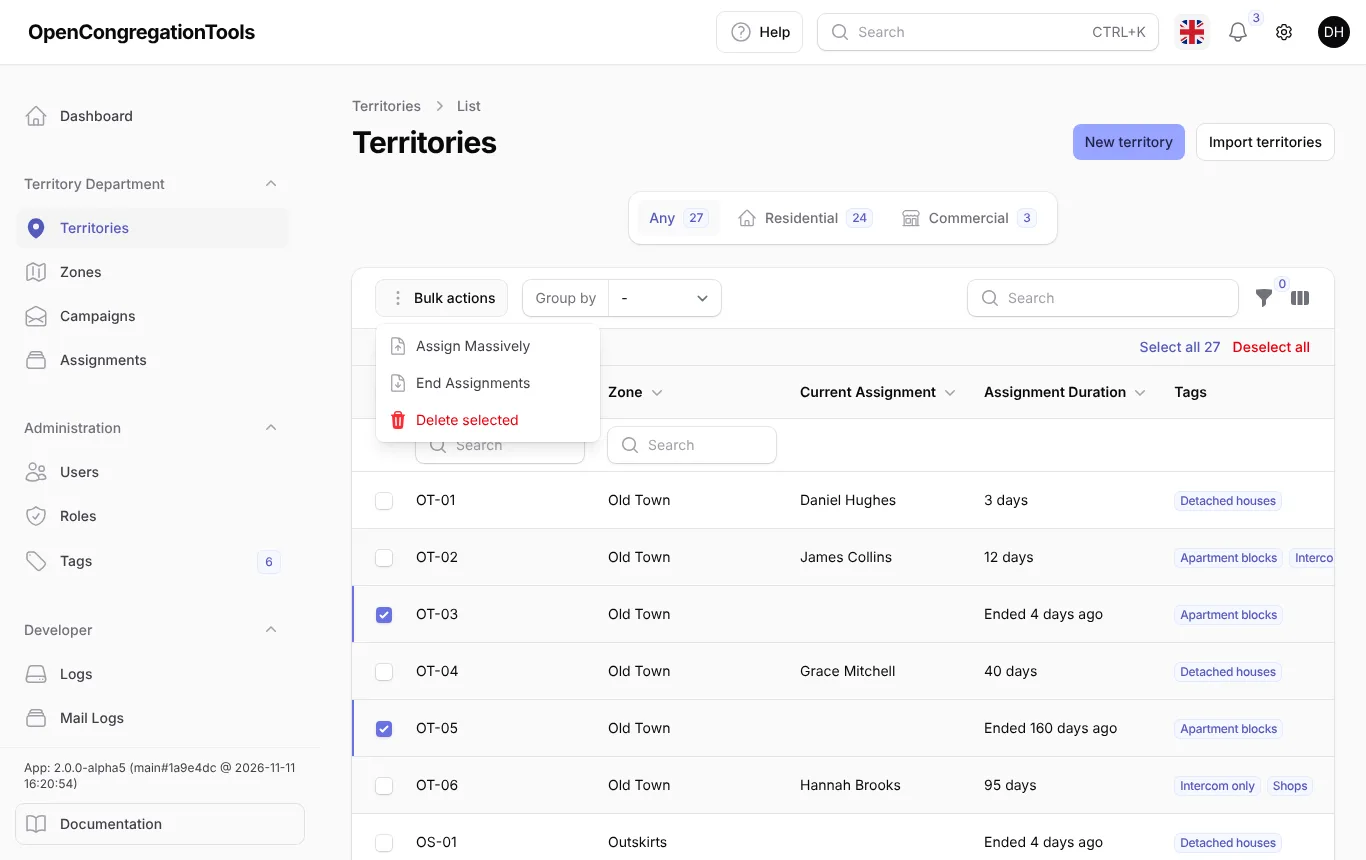 OpenCongregationTools
Help
Search CTRL+K
3
DH
Dashboard
Territory Department
Territories
Zones
Campaigns
Assignments
Administration
Users
Roles
Tags 6
Developer
Logs
Mail Logs
App: 2.0.0-alpha5 (main#1a9e4dc @ 2026-11-11
16:20:54)
Documentation
Territories > List
Territories
New territory
Import territories
Any 27 Residential 24 Commercial 3
Bulk actions Group by - Search 0
Assign Massively
End Assignments
Delete selected
Select all 27 Deselect all
Zone Current Assignment Assignment Duration Tags
Search Search
OT-01 Old Town Daniel Hughes 3 days Detached houses
OT-02 Old Town James Collins 12 days Apartment blocks Interco
OT-03 Old Town Ended 4 days ago Apartment blocks
OT-04 Old Town Grace Mitchell 40 days Detached houses
OT-05 Old Town Ended 160 days ago Apartment blocks
OT-06 Old Town Hannah Brooks 95 days Intercom only Shops
OS-01 Outskirts Ended 4 days ago Detached houses